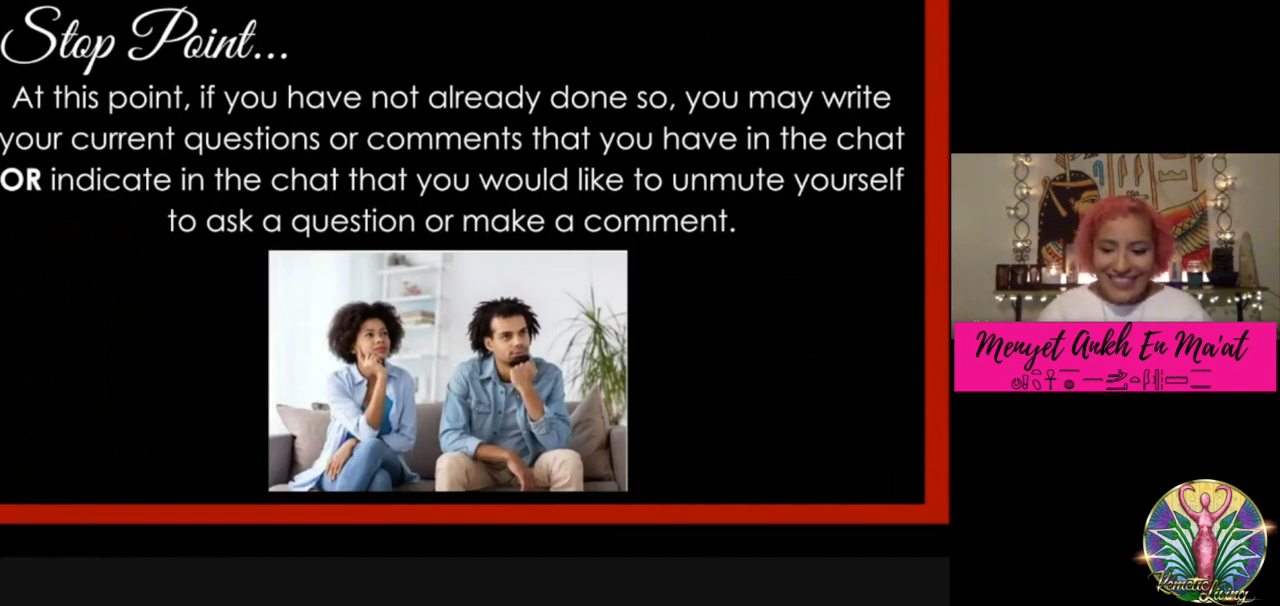 Stop Point...
At this point, if you have not already done so, you may write
your current questions or comments that you have in the chat
OR indicate in the chat that you would like to unmute yourself
to ask a question or make a comment.
Menyet Ankh En Ma'at
Kemetic Living